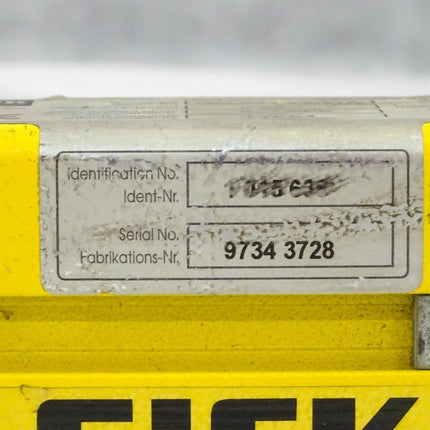 Identification No.
Ident-Nr.
Serial No.
Fabrikations-Nr.
9734 3728
SICK